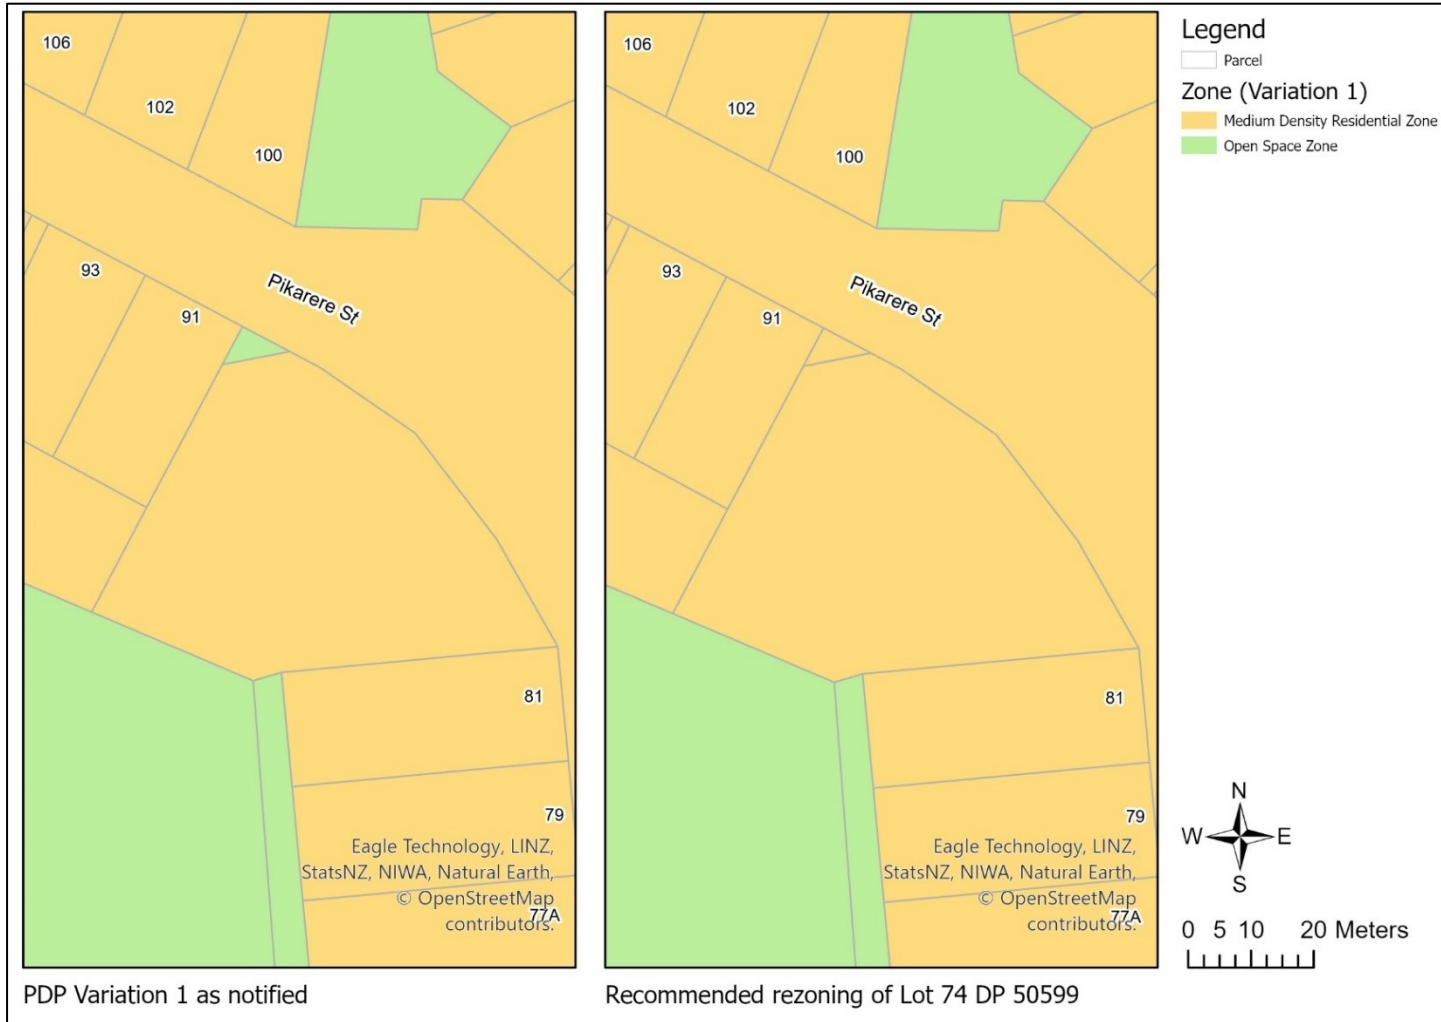 106
102
100
93
91
Pikarere St
81
79
Eagle Technology, LINZ,
StatsNZ, NIWA, Natural Earth,
© OpenStreetMap
contributors.
77A
PDP Variation 1 as notified
106
102
100
93
91
Pikarere St
81
79
Eagle Technology, LINZ,
StatsNZ, NIWA, Natural Earth,
© OpenStreetMap
contributors.
77A
Recommended rezoning of Lot 74 DP 50599
Legend
Parcel
Zone (Variation 1)
Medium Density Residential Zone
Open Space Zone
N
W E
S
0 5 10 20 Meters